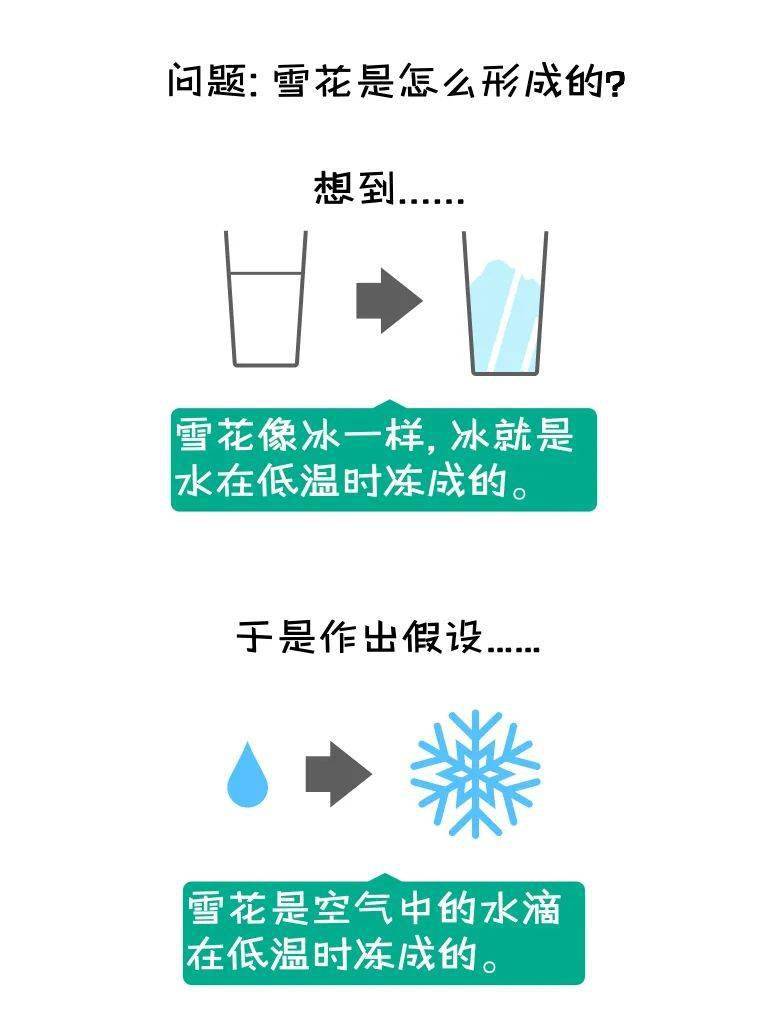 问题: 雪花是怎么形成的?
想到......
雪花像冰一样, 冰就是
水在低温时冻成的。
于是作出假设......
雪花是空气中的水滴
在低温时冻成的。